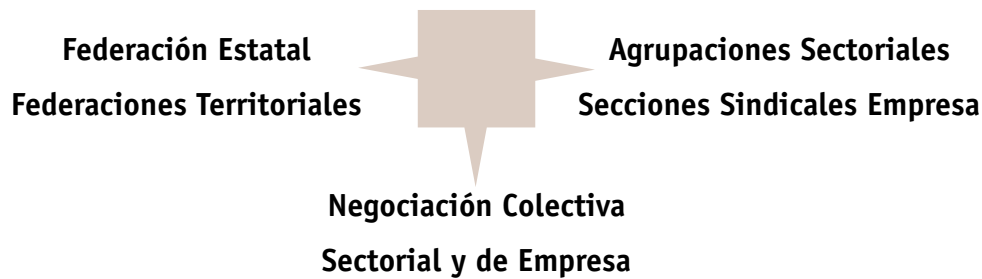 Federación Estatal
Federaciones Territoriales
Agrupaciones Sectoriales
Secciones Sindicales Empresa
Negociación Colectiva
Sectorial y de Empresa